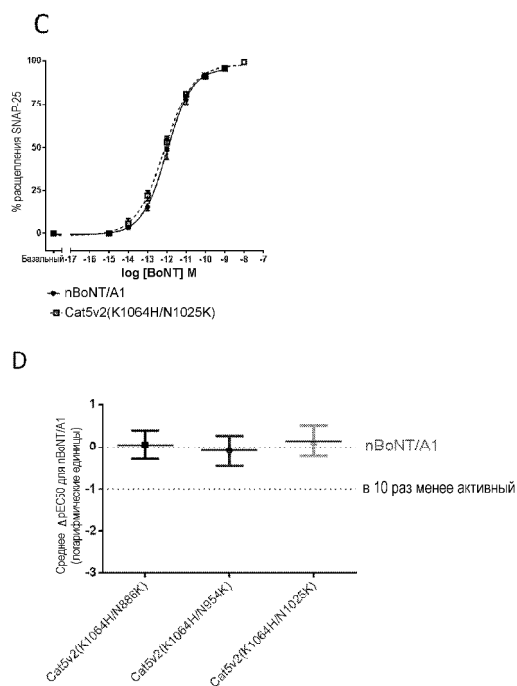 C
% расщепления SNAP-25
100
75
50
25
0
Базальный -17 -16 -15 -14 -13 -12 -11 -10 -9 -8 -7
log [BoNT] M
nBoNT/A1
Cat5v2(K1064H/N1025K)
D
Среднее Δ pEC50 для nBoNT/A1
(логарифмические единицы)
1
0
-1
-2
-3
nBoNT/A1
в 10 раз менее активный
Cat5v2(K1064H/N886K)
Cat5v2(K1064H/N954K)
Cat5v2(K1064H/N1025K)